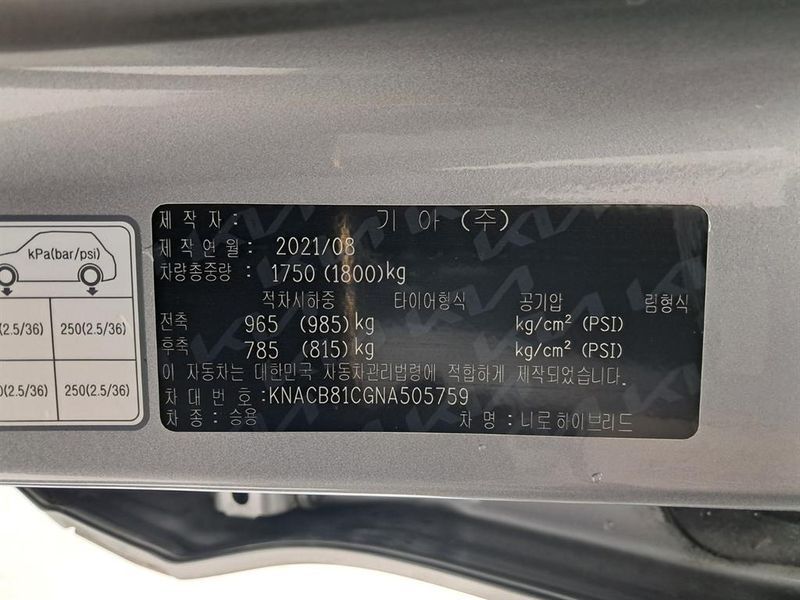 kPa(bar/psi)
(2.5/36) 250(2.5/36)
(2.5/36) 250(2.5/36)
제 작 자 : 기 아 (주)
제 작 연 월 : 2021/08
차량총중량 : 1750 (1800)kg
적차시하중 타이어형식 공기압 림형식
전축 965 (985)kg kg/cm² (PSI)
후축 785 (815)kg kg/cm² (PSI)
이 자동차는 대한민국 자동차관리법령에 적합하게 제작되었습니다.
차 대 번 호 :KNACB81CGNA505759
차 종 : 승용 차 명 : 니로하이브리드